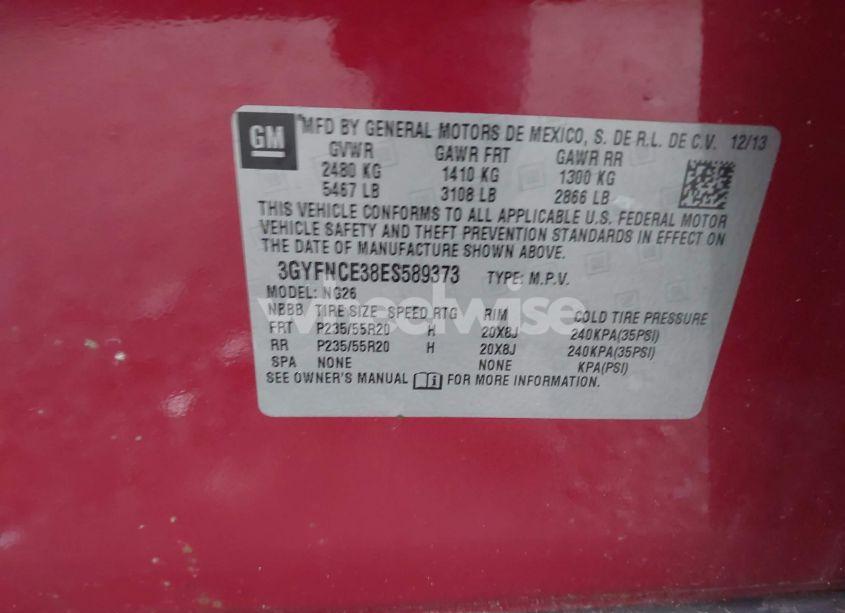 GM MFD BY GENERAL MOTORS DE MEXICO, S. DE R.L. DE C.V. 12/13
GVWR GAWR FRT GAWR RR
2480 KG 1410 KG 1300 KG
5467 LB 3108 LB 2866 LB
THIS VEHICLE CONFORMS TO ALL APPLICABLE U.S. FEDERAL MOTOR
VEHICLE SAFETY AND THEFT PREVENTION STANDARDS IN EFFECT ON
THE DATE OF MANUFACTURE SHOWN ABOVE.
3GYFNCE38ES589373 TYPE: M.P.V.
MODEL: NG26
wheelwise
NBBB TIRE SIZE SPEED RTG RIM COLD TIRE PRESSURE
FRT P235/55R20 H 20X8J 240KPA(35PSI)
RR P235/55R20 H 20X8J 240KPA(35PSI)
SPA NONE NONE KPA(PSI)
SEE OWNER'S MANUAL FOR MORE INFORMATION.